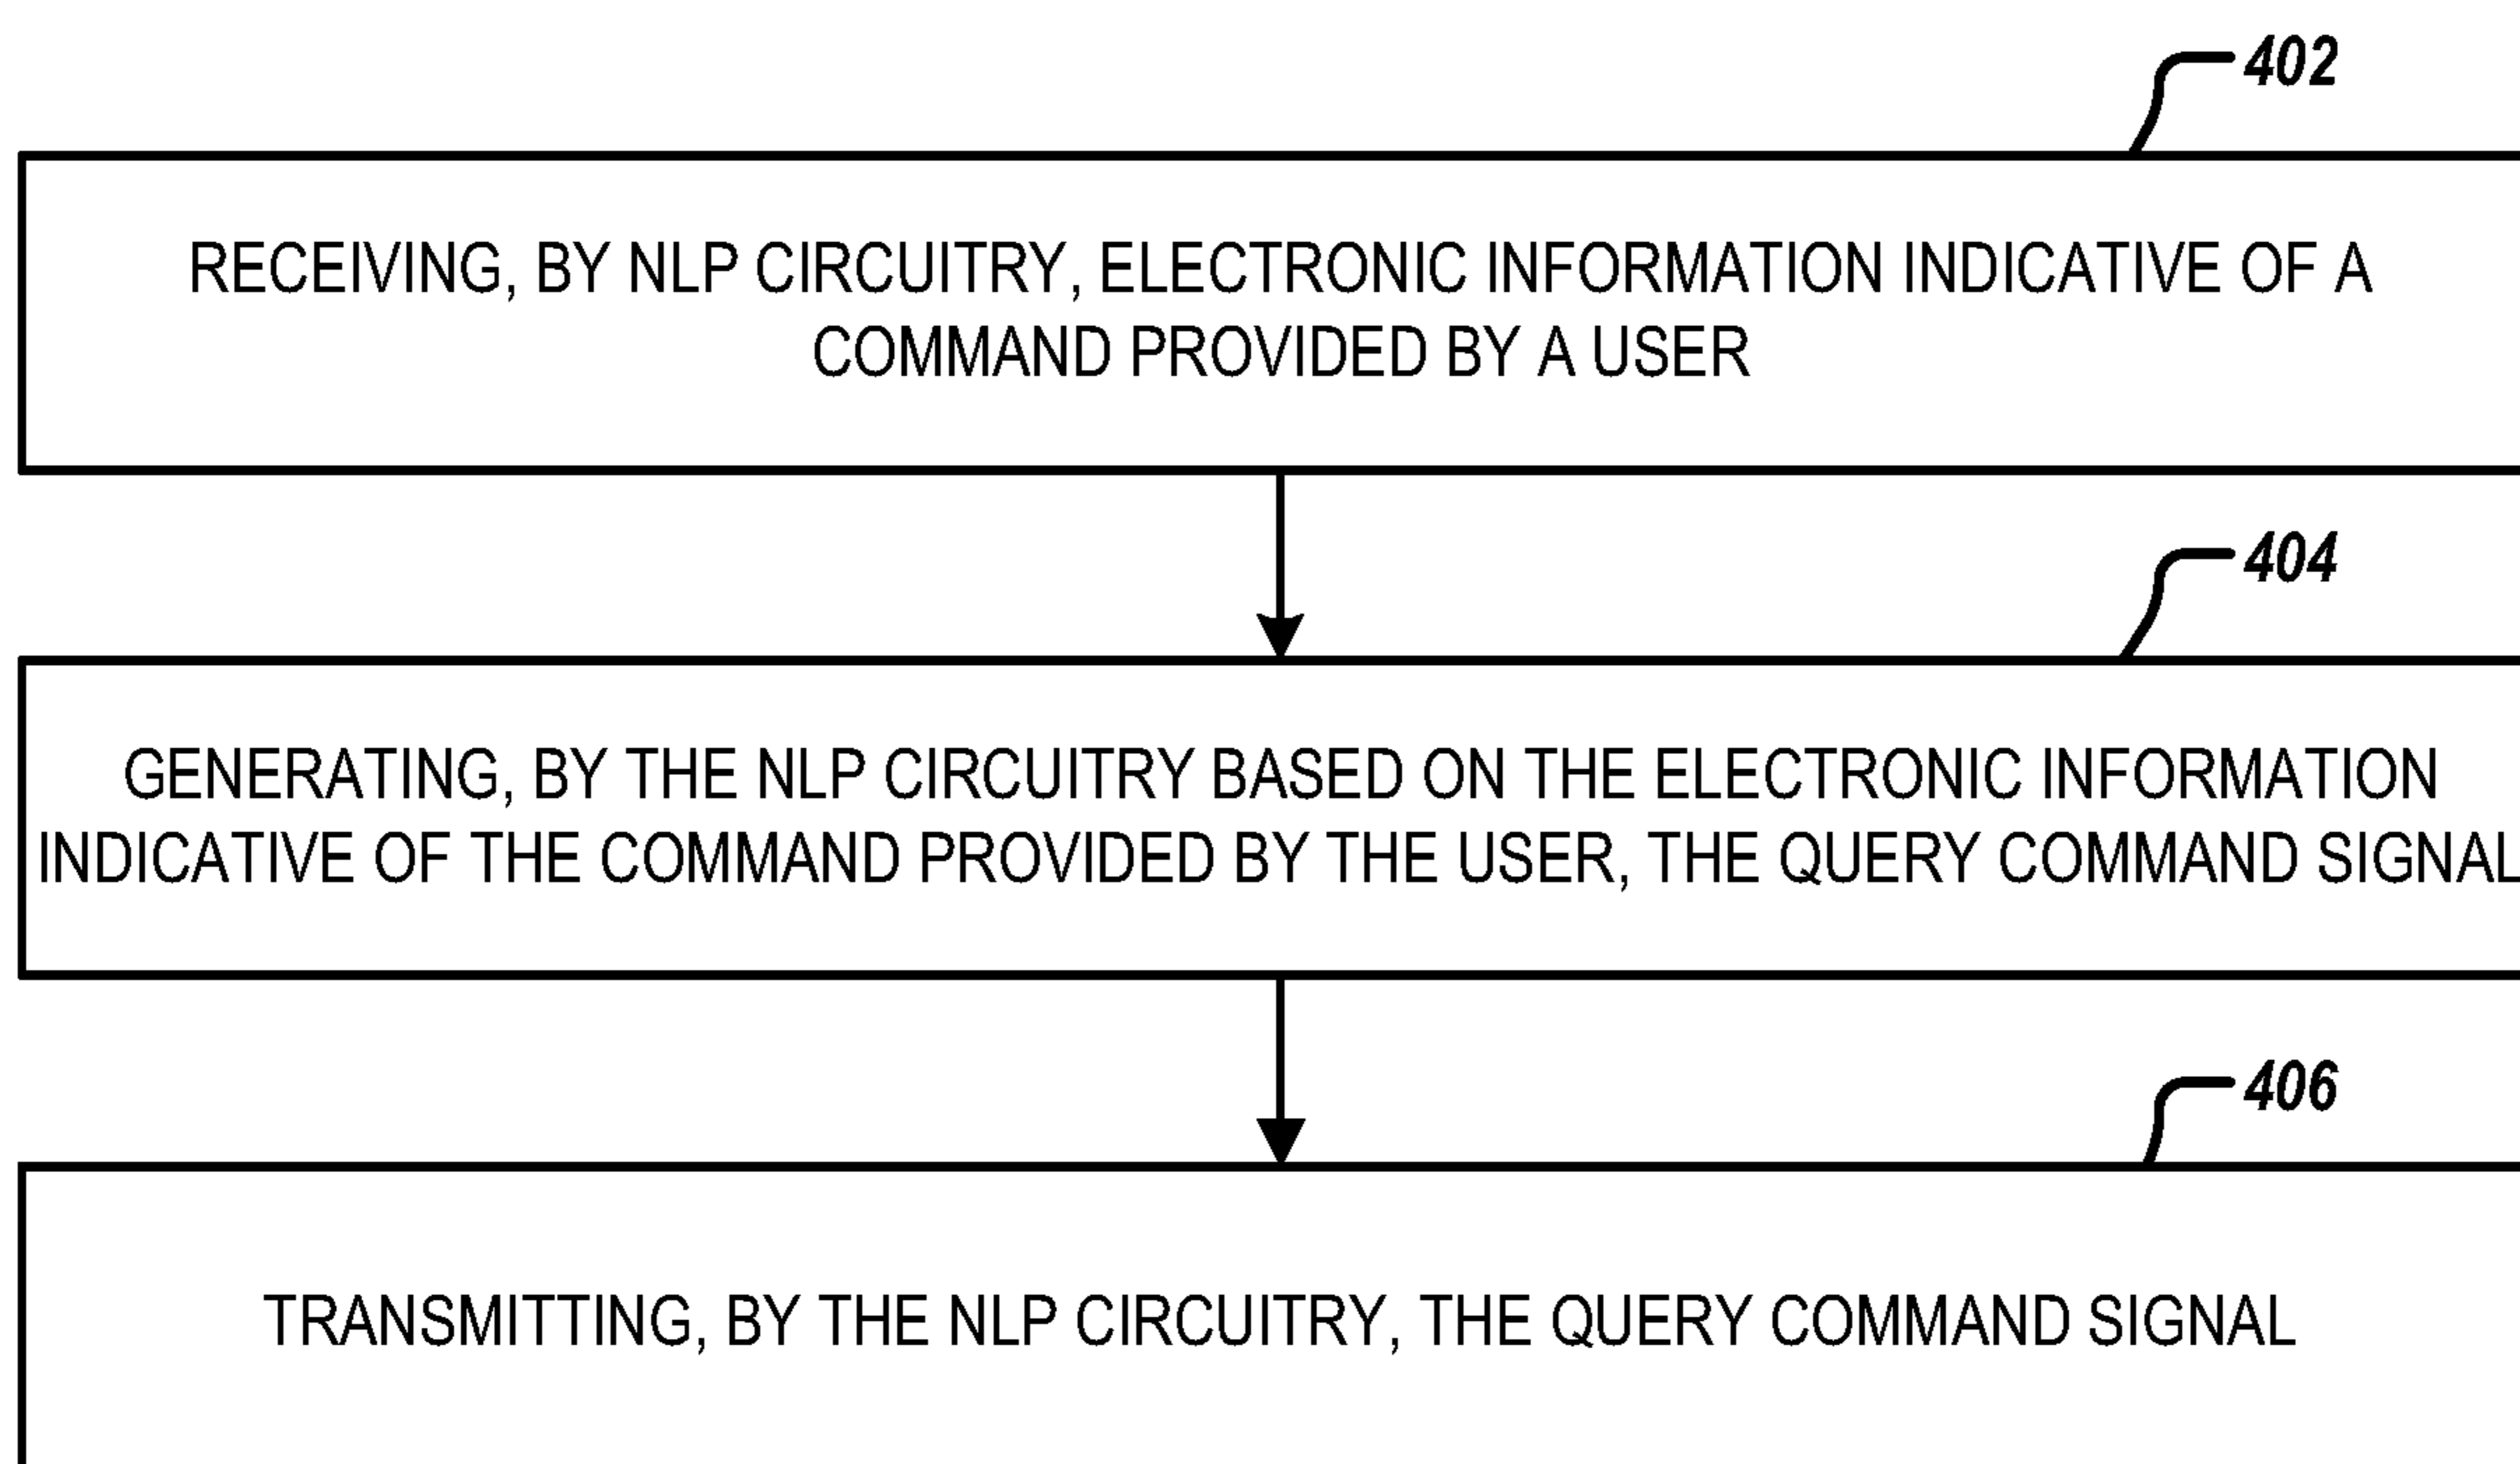 402
RECEIVING, BY NLP CIRCUITRY, ELECTRONIC INFORMATION INDICATIVE OF A
COMMAND PROVIDED BY A USER
404
GENERATING, BY THE NLP CIRCUITRY BASED ON THE ELECTRONIC INFORMATION
INDICATIVE OF THE COMMAND PROVIDED BY THE USER, THE QUERY COMMAND SIGNAL
406
TRANSMITTING, BY THE NLP CIRCUITRY, THE QUERY COMMAND SIGNAL